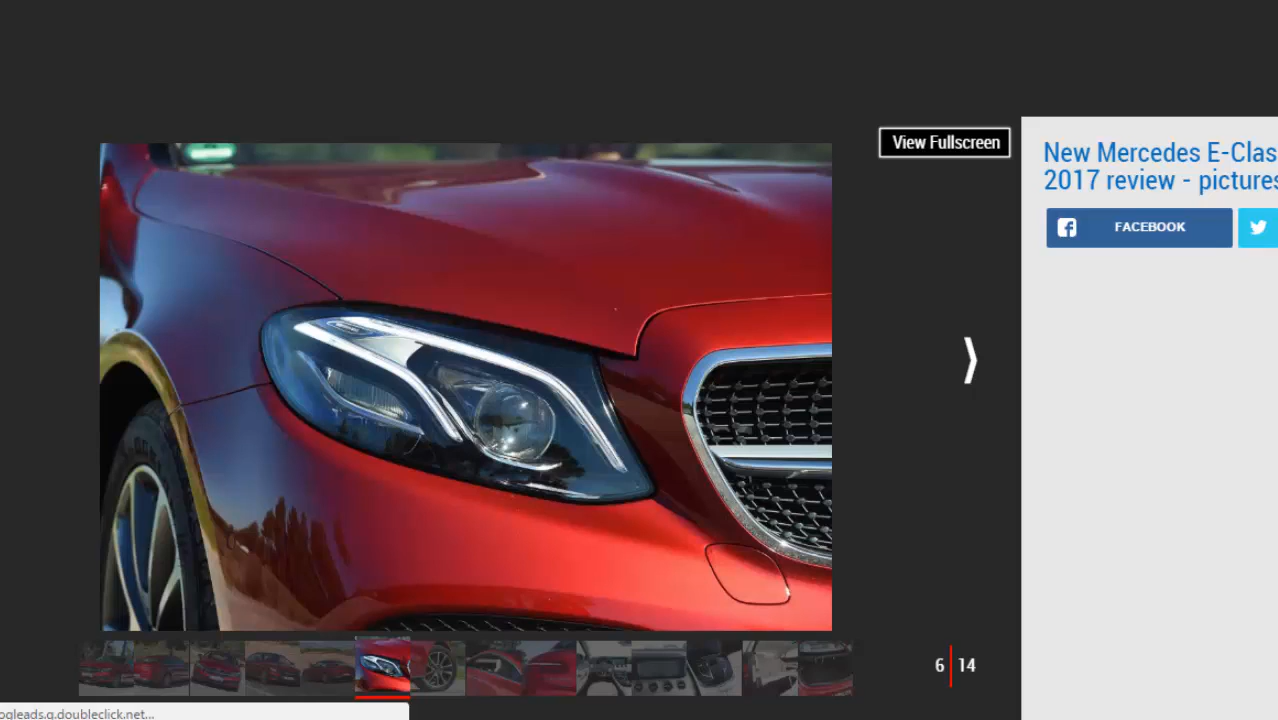 View Fullscreen
New Mercedes E-Clas
2017 review - pictures
FACEBOOK
6 14
ogleads.g.doubleclick.net...